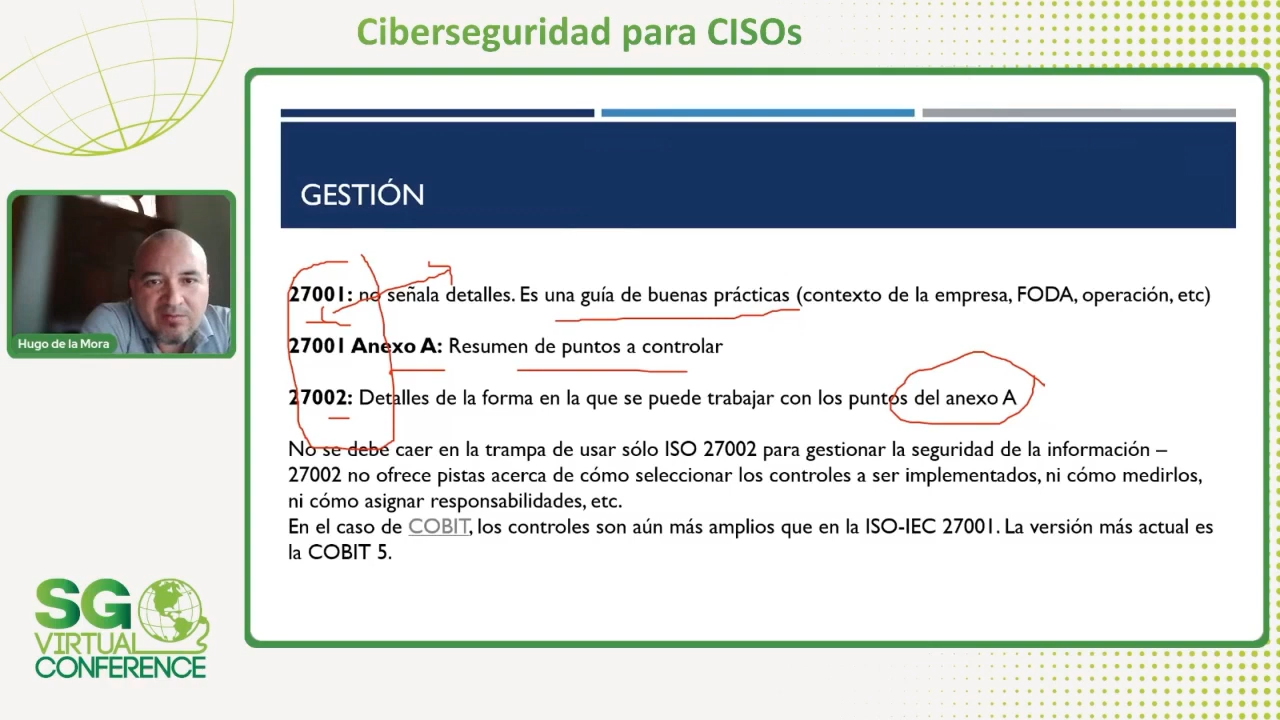 Ciberseguridad para CISOs
GESTIÓN
Hugo de la Mora
27001: no señala detalles. Es una guía de buenas prácticas (contexto de la empresa, FODA, operación, etc)
27001 Anexo A: Resumen de puntos a controlar
27002: Detalles de la forma en la que se puede trabajar con los puntos del anexo A
No se debe caer en la trampa de usar sólo ISO 27002 para gestionar la seguridad de la información –
27002 no ofrece pistas acerca de cómo seleccionar los controles a ser implementados, ni cómo medirlos,
ni cómo asignar responsabilidades, etc.
En el caso de COBIT, los controles son aún más amplios que en la ISO-IEC 27001. La versión más actual es
la COBIT 5.
SG
VIRTUAL
CONFERENCE